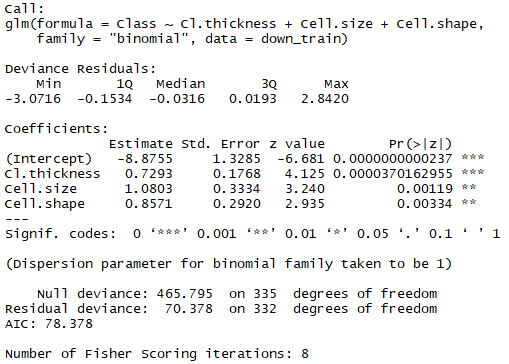 Call:
glm(formula = Class ~ Cl.thickness + Cell.size + Cell.shape,
    family = "binomial", data = down_train)

Deviance Residuals:
    Min       1Q   Median       3Q      Max
-3.0716  -0.1534  -0.0316   0.0193   2.8420

Coefficients:
             Estimate Std. Error z value        Pr(>|z|)
(Intercept)   -8.8755     1.3285  -6.681 0.0000000000237 ***
Cl.thickness   0.7293     0.1768   4.125 0.0000370162955 ***
Cell.size      1.0803     0.3334   3.240         0.00119 **
Cell.shape     0.8571     0.2920   2.935         0.00334 **
---
Signif. codes:  0 ‘***’ 0.001 ‘**’ 0.01 ‘*’ 0.05 ‘.’ 0.1 ‘ ’ 1

(Dispersion parameter for binomial family taken to be 1)

    Null deviance: 465.795  on 335  degrees of freedom
Residual deviance:  70.378  on 332  degrees of freedom
AIC: 78.378

Number of Fisher Scoring iterations: 8